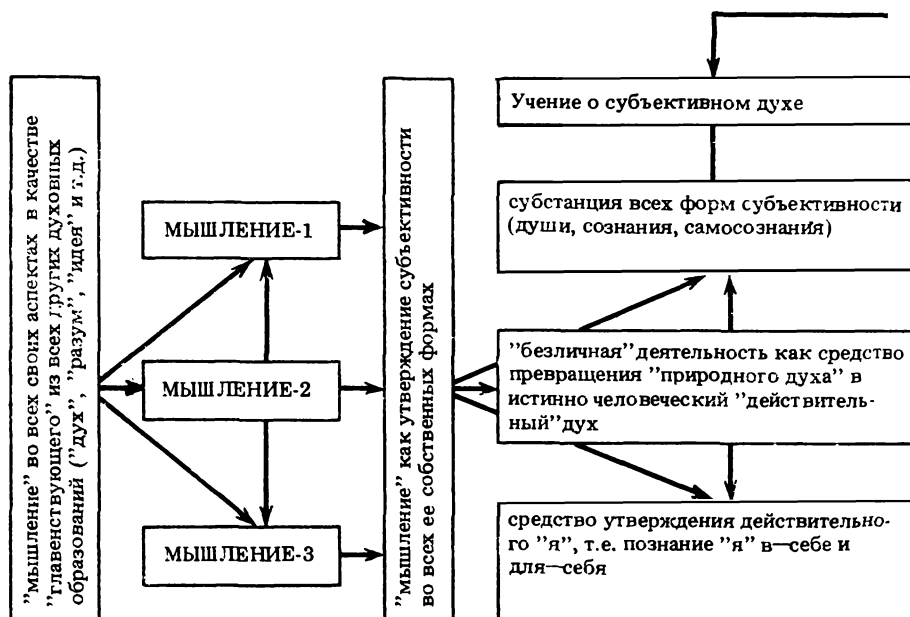 "мышление" во всех своих аспектах в качестве
"главенствующего" из всех других духовных
образований ("дух", "разум", "идея" и т.д.)
МЫШЛЕНИЕ-1
МЫШЛЕНИЕ-2
МЫШЛЕНИЕ-3
"мышление" как утверждение субъективности
во всех ее собственных формах
Учение о субъективном духе
субстанция всех форм субъективности
(души, сознания, самосознания)
"безличная" деятельность как средство
превращения "природного духа" в
истинно человеческий "действитель-
ный" дух
средство утверждения действительно-
го "я", т.е. познание "я" в—себе и
для—себя